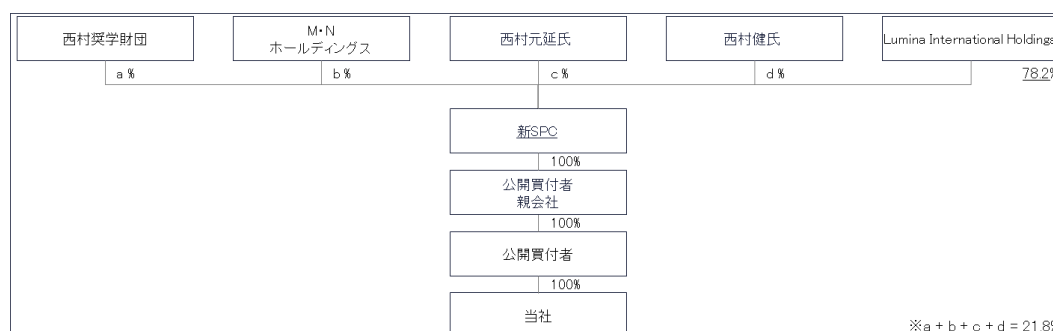 西村奨学財団
M・N
ホールディングス
西村元延氏
西村健氏
Lumina International Holdings
a %
b %
c %
d %
78.2%
新SPC
100%
公開買付者
親会社
100%
公開買付者
100%
当社
※a + b + c + d = 21.8%